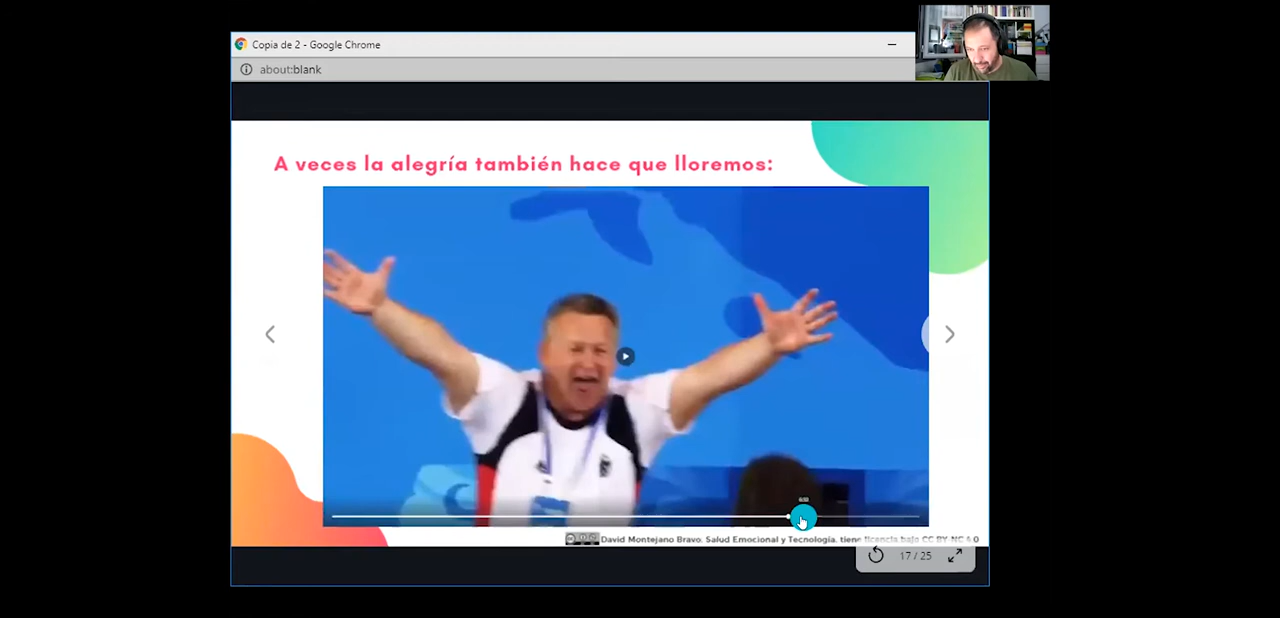 Copia de 2 - Google Chrome
about:blank
A veces la alegría también hace que lloremos:
David Montejano Bravo. Salud Emocional y Tecnología. tiene licencia bajo CC BY-NC 4.0
17 / 25